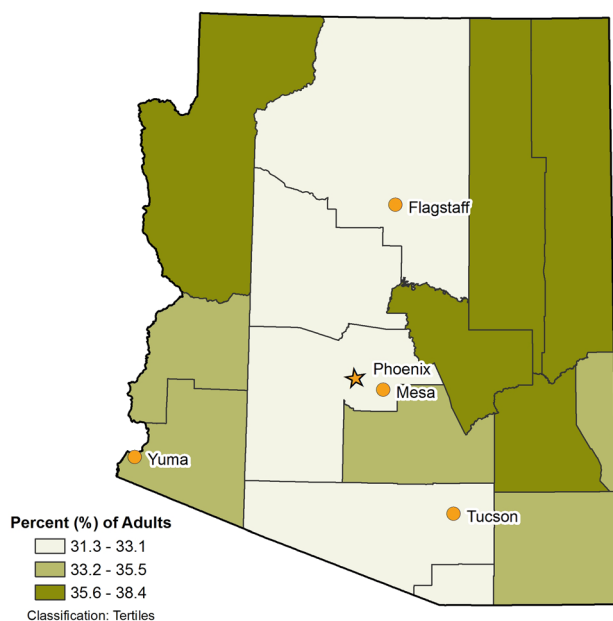 Flagstaff
Phoenix
Mesa
Yuma
Tucson
Percent (%) of Adults
31.3 - 33.1
33.2 - 35.5
35.6 - 38.4
Classification: Tertiles